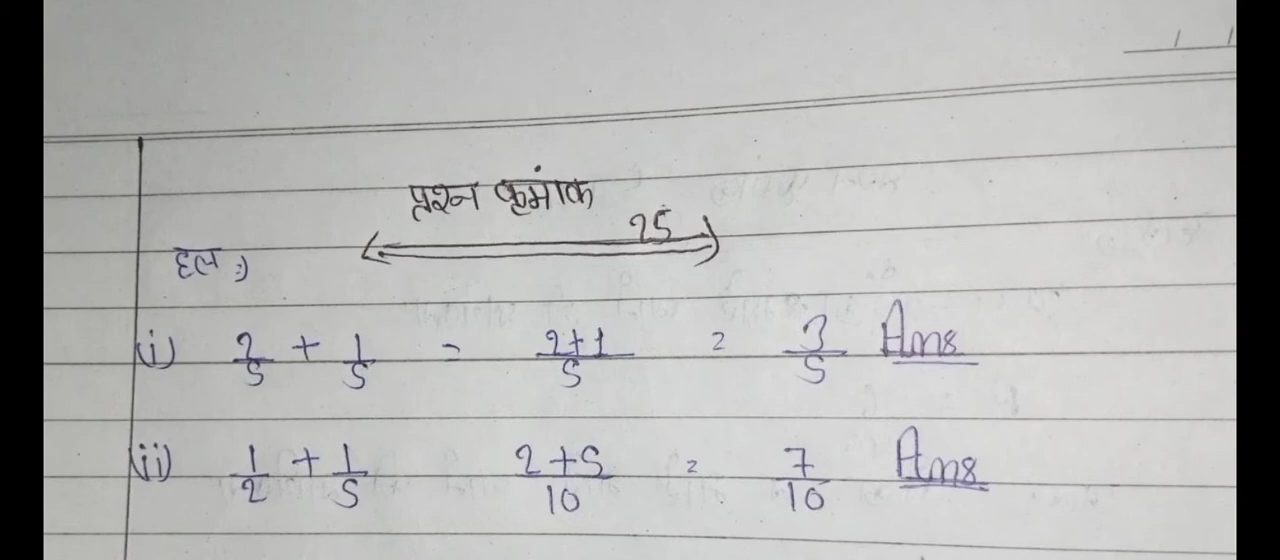 प्रश्न क्रमांक
25
हल :)
(i) 2/5 + 1/5 = 2+1/5 = 3/5 Ans
(ii) 1/2 + 1/5 2+5/10 = 7/10 Ans